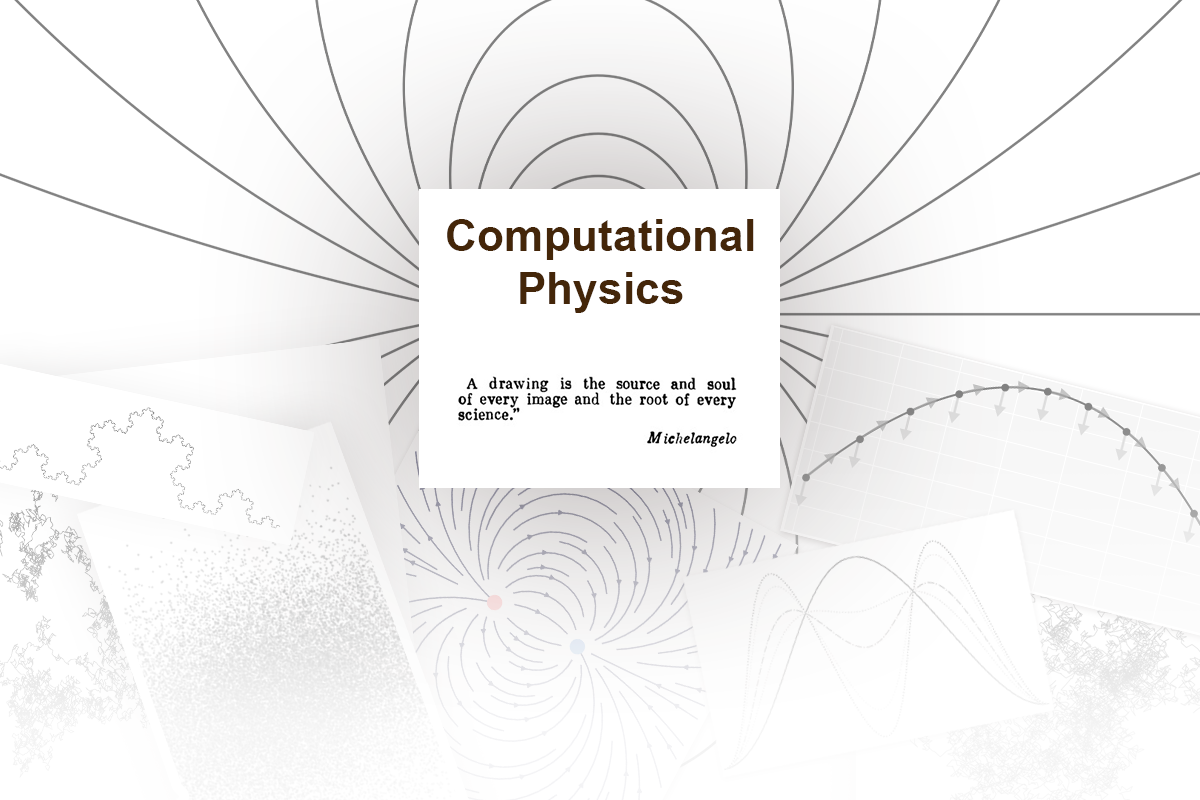 Computational
Physics
A drawing is the source and soul
of every image and the root of every
science.”
Michelangelo